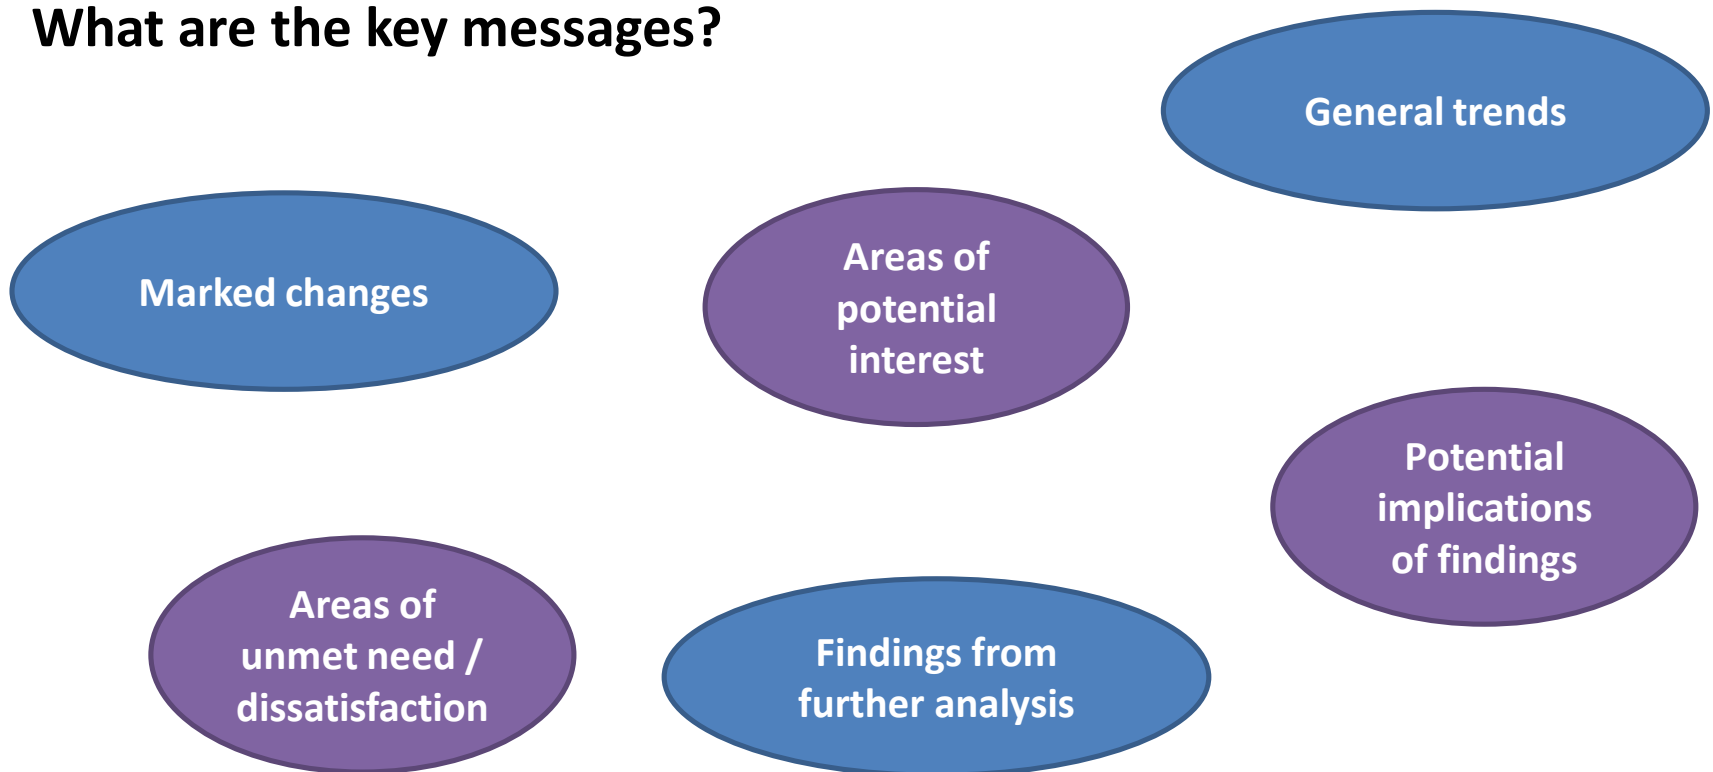 What are the key messages?
General trends
Marked changes
Areas of
potential
interest
Potential
implications
of findings
Areas of
unmet need /
dissatisfaction
Findings from
further analysis